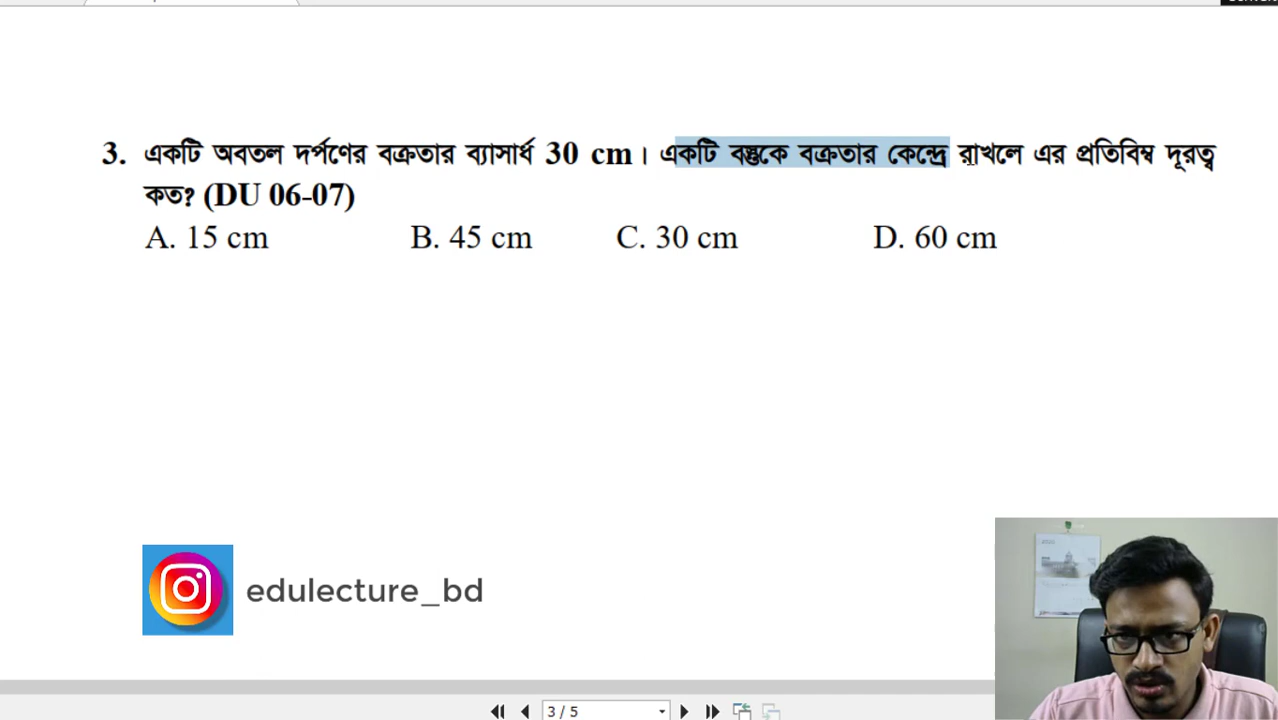 3. একটি অবতল দর্পণের বক্রতার ব্যাসার্ধ 30 cm। একটি বস্তুকে বক্রতার কেন্দ্রে রাখলে এর প্রতিবিম্ব দূরত্ব
কত? (DU 06-07)
A. 15 cm B. 45 cm C. 30 cm D. 60 cm
edulecture_bd
3 / 5